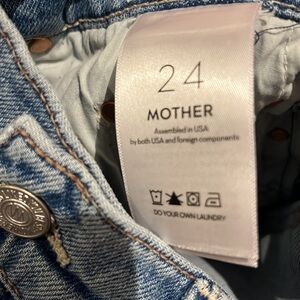 24
MOTHER
Assembled in USA
by both USA and foreign components
DO YOUR OWN LAUNDRY